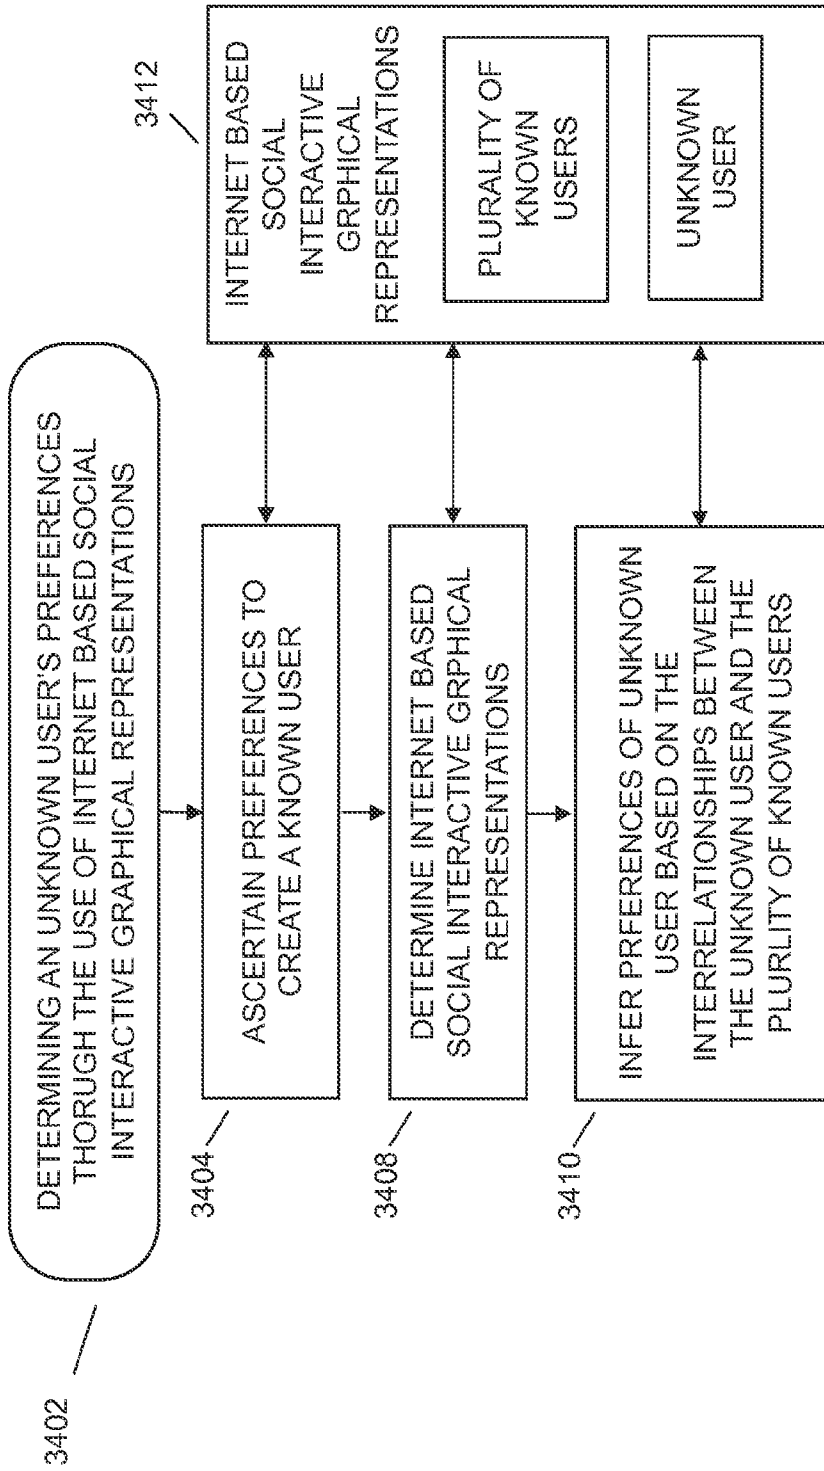 3402
DETERMINING AN UNKNOWN USER'S PREFERENCES
THORUGH THE USE OF INTERNET BASED SOCIAL
INTERACTIVE GRAPHICAL REPRESENTATIONS
3404
ASCERTAIN PREFERENCES TO
CREATE A KNOWN USER
3408
DETERMINE INTERNET BASED
SOCIAL INTERACTIVE GRPHICAL
REPRESENTATIONS
3410
INFER PRFERENCES OF UNKNOWN
USER BASED ON THE
INTERRELATIONSHIPS BETWEEN
THE UNKNOWN USER AND THE
PLURLITY OF KNOWN USERS
3412
INTERNET BASED
SOCIAL
INTERACTIVE
GRPHICAL
REPRESENTATIONS
PLURALITY OF
KNOWN
USERS
UNKNOWN
USER